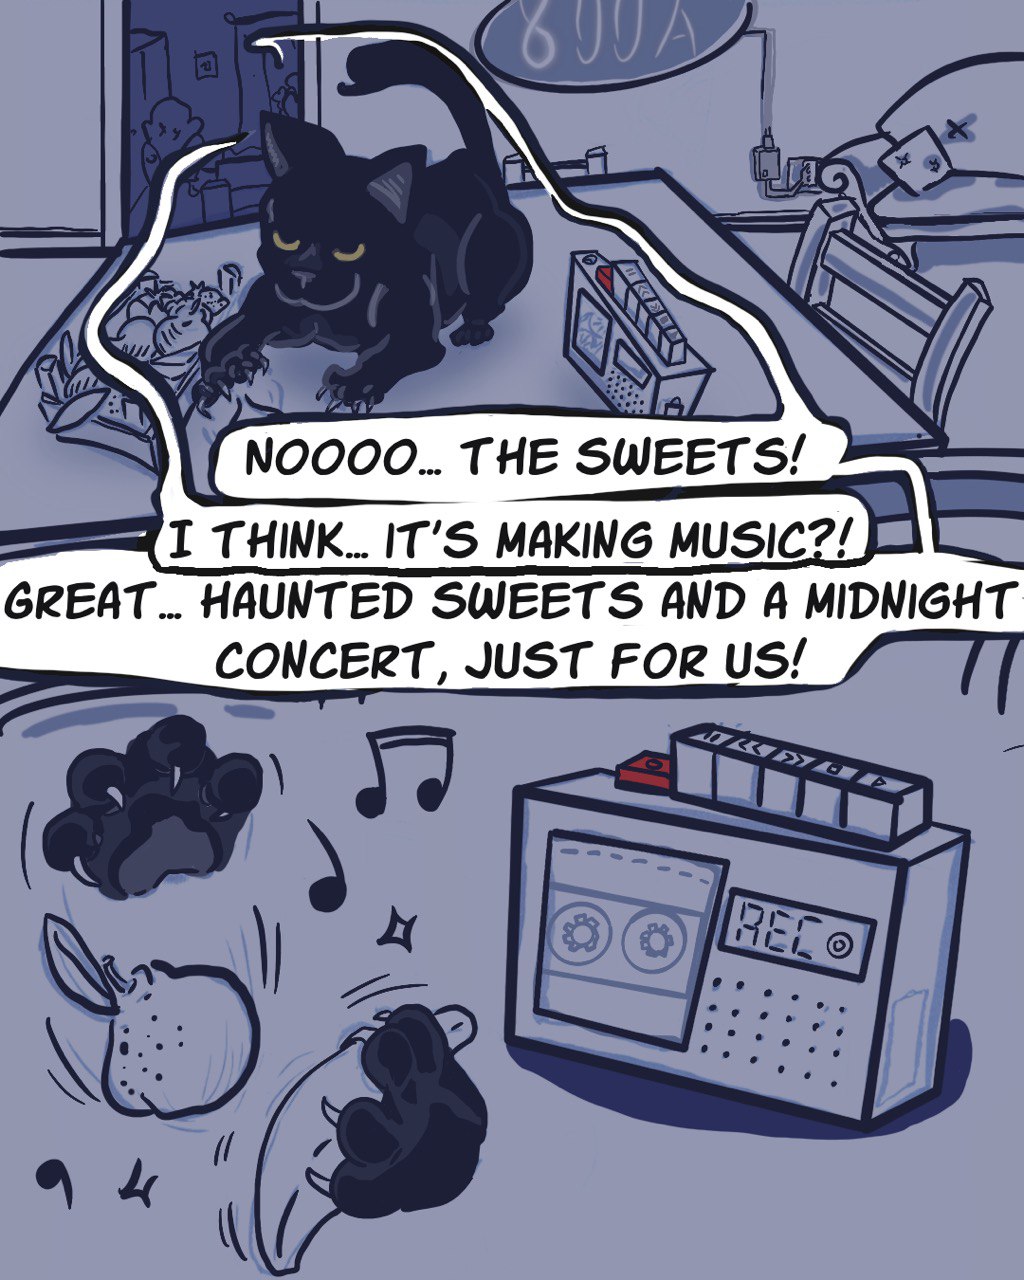 NOOOO... THE SWEETS!
I THINK... IT'S MAKING MUSIC?!
GREAT... HAUNTED SWEETS AND A MIDNIGHT
CONCERT, JUST FOR US!
REC